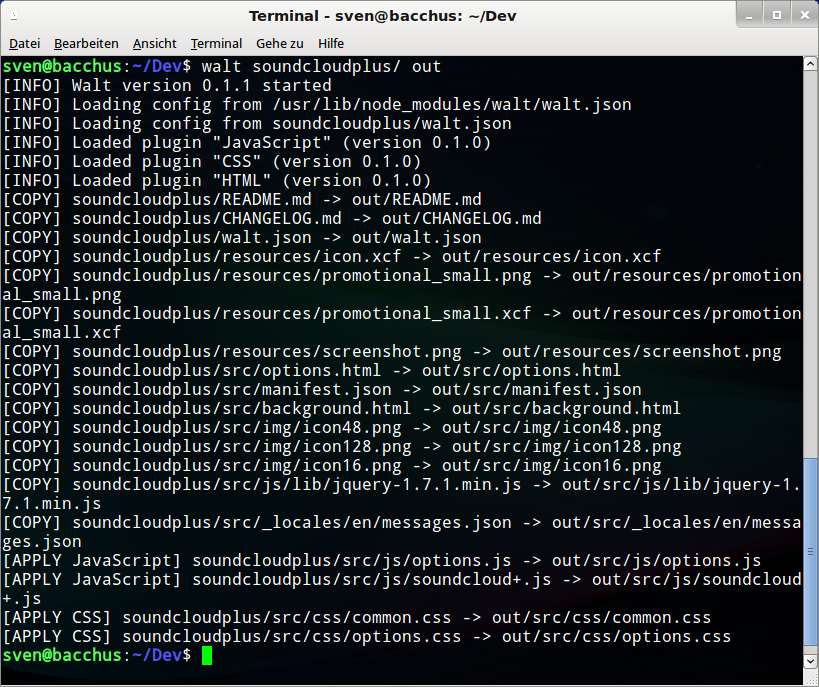 Terminal - sven@bacchus: ~/Dev
Datei Bearbeiten Ansicht Terminal Gehe zu Hilfe
sven@bacchus:~/Dev$ walt soundcloudplus/ out
[INFO] Walt version 0.1.1 started
[INFO] Loading config from /usr/lib/node_modules/walt/walt.json
[INFO] Loading config from soundcloudplus/walt.json
[INFO] Loaded plugin "JavaScript" (version 0.1.0)
[INFO] Loaded plugin "CSS" (version 0.1.0)
[INFO] Loaded plugin "HTML" (version 0.1.0)
[COPY] soundcloudplus/README.md -> out/README.md
[COPY] soundcloudplus/CHANGELOG.md -> out/CHANGELOG.md
[COPY] soundcloudplus/walt.json -> out/walt.json
[COPY] soundcloudplus/resources/icon.xcf -> out/resources/icon.xcf
[COPY] soundcloudplus/resources/promotional_small.png -> out/resources/promotion
al_small.png
[COPY] soundcloudplus/resources/promotional_small.xcf -> out/resources/promotion
al_small.xcf
[COPY] soundcloudplus/resources/screenshot.png -> out/resources/screenshot.png
[COPY] soundcloudplus/src/options.html -> out/src/options.html
[COPY] soundcloudplus/src/manifest.json -> out/src/manifest.json
[COPY] soundcloudplus/src/background.html -> out/src/background.html
[COPY] soundcloudplus/src/img/icon48.png -> out/src/img/icon48.png
[COPY] soundcloudplus/src/img/icon128.png -> out/src/img/icon128.png
[COPY] soundcloudplus/src/img/icon16.png -> out/src/img/icon16.png
[COPY] soundcloudplus/src/js/lib/jquery-1.7.1.min.js -> out/src/js/lib/jquery-1.
7.1.min.js
[COPY] soundcloudplus/src/_locales/en/messages.json -> out/src/_locales/en/messa
ges.json
[APPLY JavaScript] soundcloudplus/src/js/options.js -> out/src/js/options.js
[APPLY JavaScript] soundcloudplus/src/js/soundcloud+.js -> out/src/js/soundcloud
+.js
[APPLY CSS] soundcloudplus/src/css/common.css -> out/src/css/common.css
[APPLY CSS] soundcloudplus/src/css/options.css -> out/src/css/options.css
sven@bacchus:~/Dev$